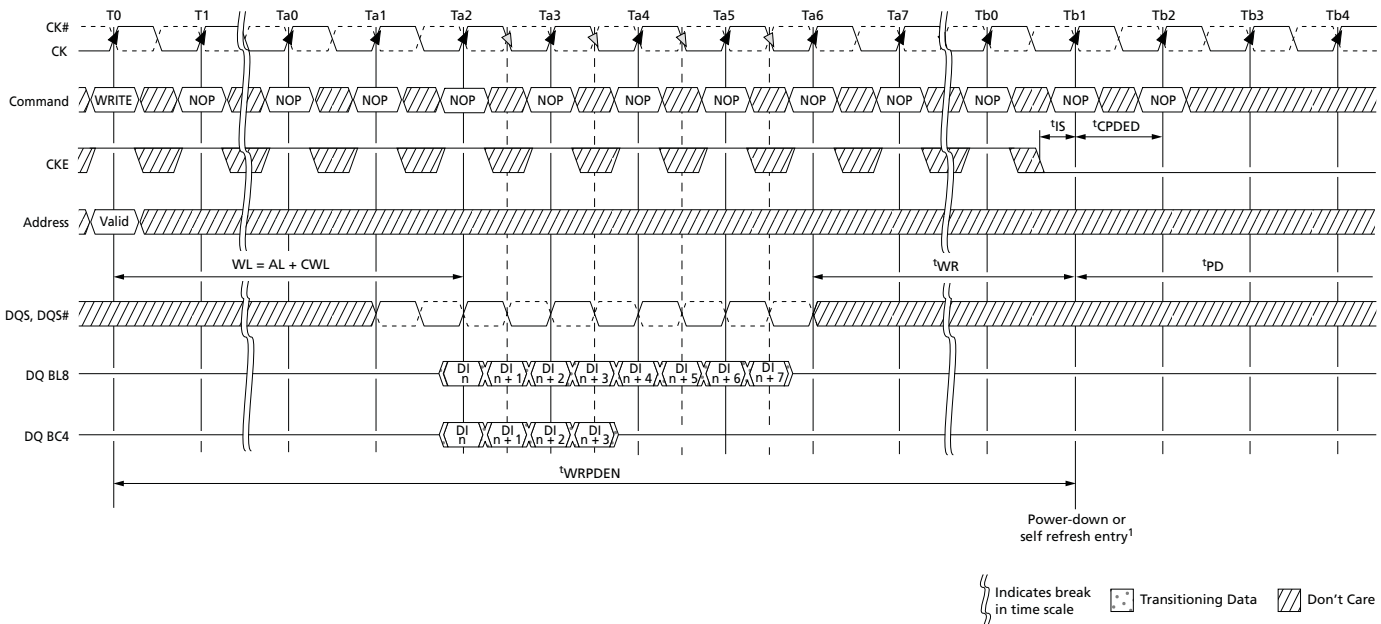 T0 T1 Ta0 Ta1 Ta2 Ta3 Ta4 Ta5 Ta6 Ta7 Tb0 Tb1 Tb2 Tb3 Tb4
CK#
CK
Command WRITE NOP NOP NOP NOP NOP NOP NOP NOP NOP NOP NOP NOP
tIS tCPDED
CKE
Address Valid
WL = AL + CWL tWR tPD
DQS, DQS#
DQ BL8 DI n DI n + 1 DI n + 2 DI n + 3 DI n + 4 DI n + 5 DI n + 6 DI n + 7
DQ BC4 DI n DI n + 1 DI n + 2 DI n + 3
tWRPDEN
Power-down or
self refresh entry1
Indicates break
in time scale
Transitioning Data
Don't Care